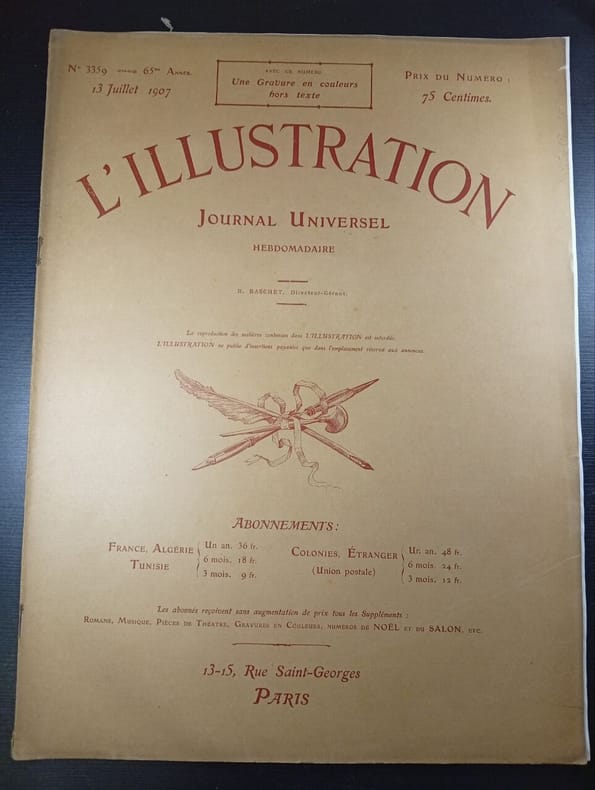 N° 3359 65me Année.
13 Juillet 1907
AVEC CE NUMÉRO
Une Gravure en couleurs
hors texte
Prix du Numéro :
75 Centimes.
L'ILLUSTRATION
Journal Universel
HEBDOMADAIRE
R. BASCHET, Directeur-Gérant.
La reproduction des matières contenues dans L'ILLUSTRATION est interdite.
L'ILLUSTRATION ne publie d'insertions payantes que dans l'emplacement réservé aux annonces.
Abonnements :
France, Algérie
Tunisie
Un an. 36 fr.
6 mois. 18 fr.
3 mois. 9 fr.
Colonies, Étranger
(Union postale)
Un an. 48 fr.
6 mois. 24 fr.
3 mois. 12 fr.
Les abonnés reçoivent sans augmentation de prix tous les Suppléments :
Romans, Musique, Pièces de Théâtre, Gravures en Couleurs, numéros de NOËL et du SALON, etc.
13-15, Rue Saint-Georges
Paris